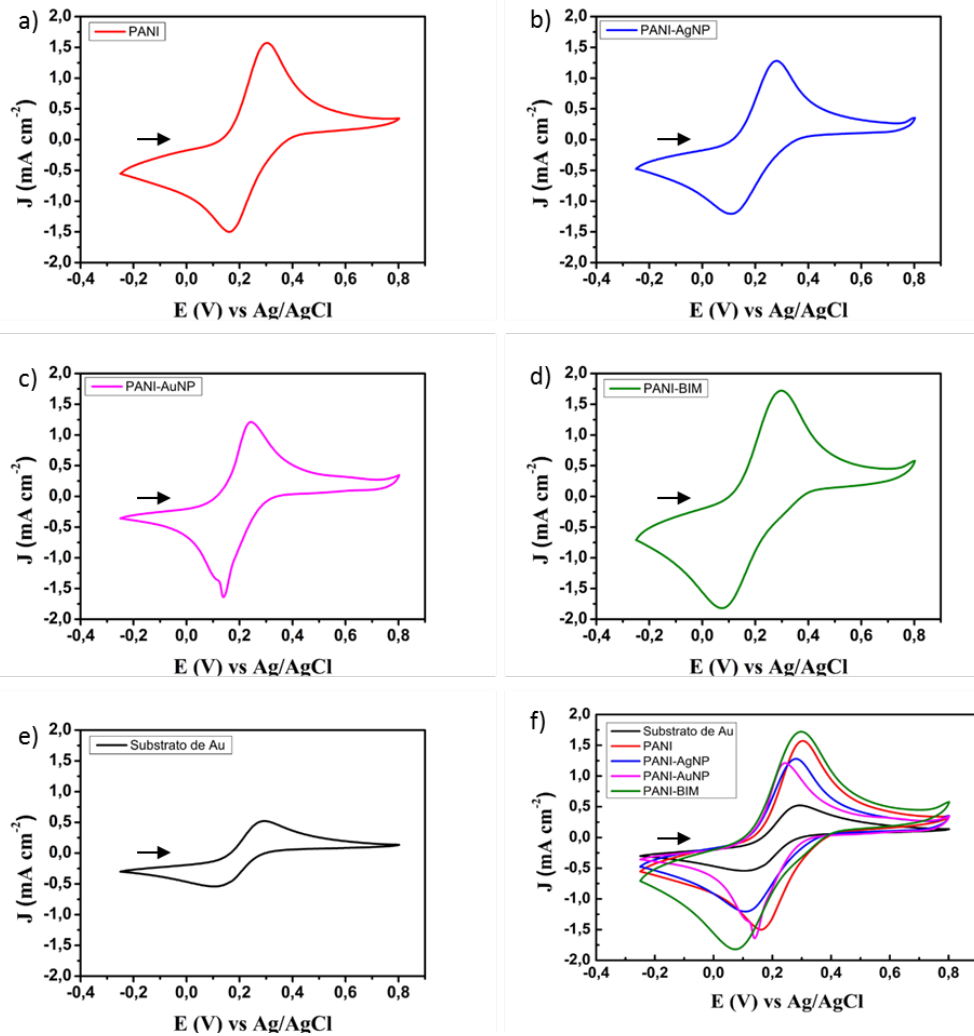 a)
PANI
2,0
1,5
1,0
0,5
0,0
-0,5
-1,0
-1,5
-2,0
J (mA cm⁻²)
-0,4 -0,2 0,0 0,2 0,4 0,6 0,8
E (V) vs Ag/AgCl
b)
PANI-AgNP
2,0
1,5
1,0
0,5
0,0
-0,5
-1,0
-1,5
-2,0
J (mA cm⁻²)
-0,4 -0,2 0,0 0,2 0,4 0,6 0,8
E (V) vs Ag/AgCl
c)
PANI-AuNP
2,0
1,5
1,0
0,5
0,0
-0,5
-1,0
-1,5
-2,0
J (mA cm⁻²)
-0,4 -0,2 0,0 0,2 0,4 0,6 0,8
E (V) vs Ag/AgCl
d)
PANI-BIM
2,0
1,5
1,0
0,5
0,0
-0,5
-1,0
-1,5
-2,0
J (mA cm⁻²)
-0,4 -0,2 0,0 0,2 0,4 0,6 0,8
E (V) vs Ag/AgCl
e)
Substrato de Au
2,0
1,5
1,0
0,5
0,0
-0,5
-1,0
-1,5
-2,0
J (mA cm⁻²)
-0,4 -0,2 0,0 0,2 0,4 0,6 0,8
E (V) vs Ag/AgCl
f)
Substrato de Au
PANI
PANI-AgNP
PANI-AuNP
PANI-BIM
2,0
1,5
1,0
0,5
0,0
-0,5
-1,0
-1,5
-2,0
J (mA cm⁻²)
-0,4 -0,2 0,0 0,2 0,4 0,6 0,8
E (V) vs Ag/AgCl